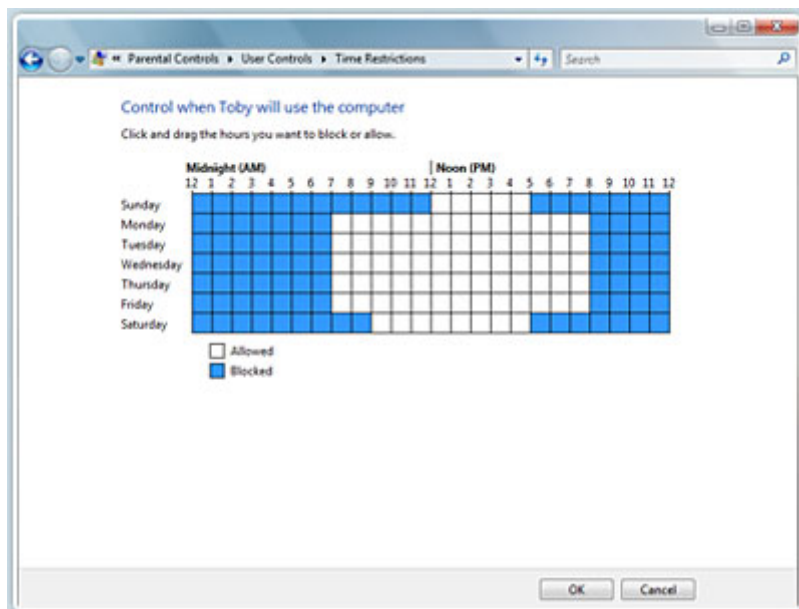 « Parental Controls ▸ User Controls ▸ Time Restrictions Search
Control when Toby will use the computer
Click and drag the hours you want to block or allow.
Midnight (AM) Noon (PM)
12 1 2 3 4 5 6 7 8 9 10 11 12 1 2 3 4 5 6 7 8 9 10 11 12
Sunday
Monday
Tuesday
Wednesday
Thursday
Friday
Saturday
Allowed
Blocked
OK Cancel